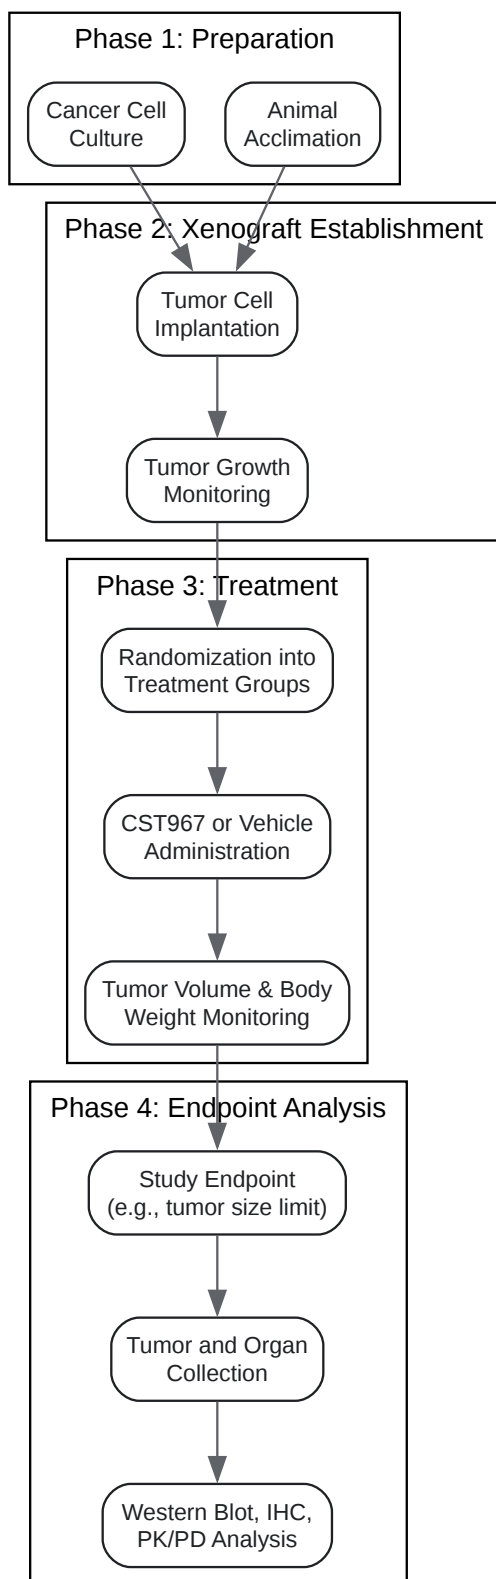 Phase 1: Preparation
Cancer Cell
Culture
Animal
Acclimation
Phase 2: Xenograft Establishment
Tumor Cell
Implantation
Tumor Growth
Monitoring
Phase 3: Treatment
Randomization into
Treatment Groups
CST967 or Vehicle
Administration
Tumor Volume & Body
Weight Monitoring
Phase 4: Endpoint Analysis
Study Endpoint
(e.g., tumor size limit)
Tumor and Organ
Collection
Western Blot, IHC,
PK/PD Analysis